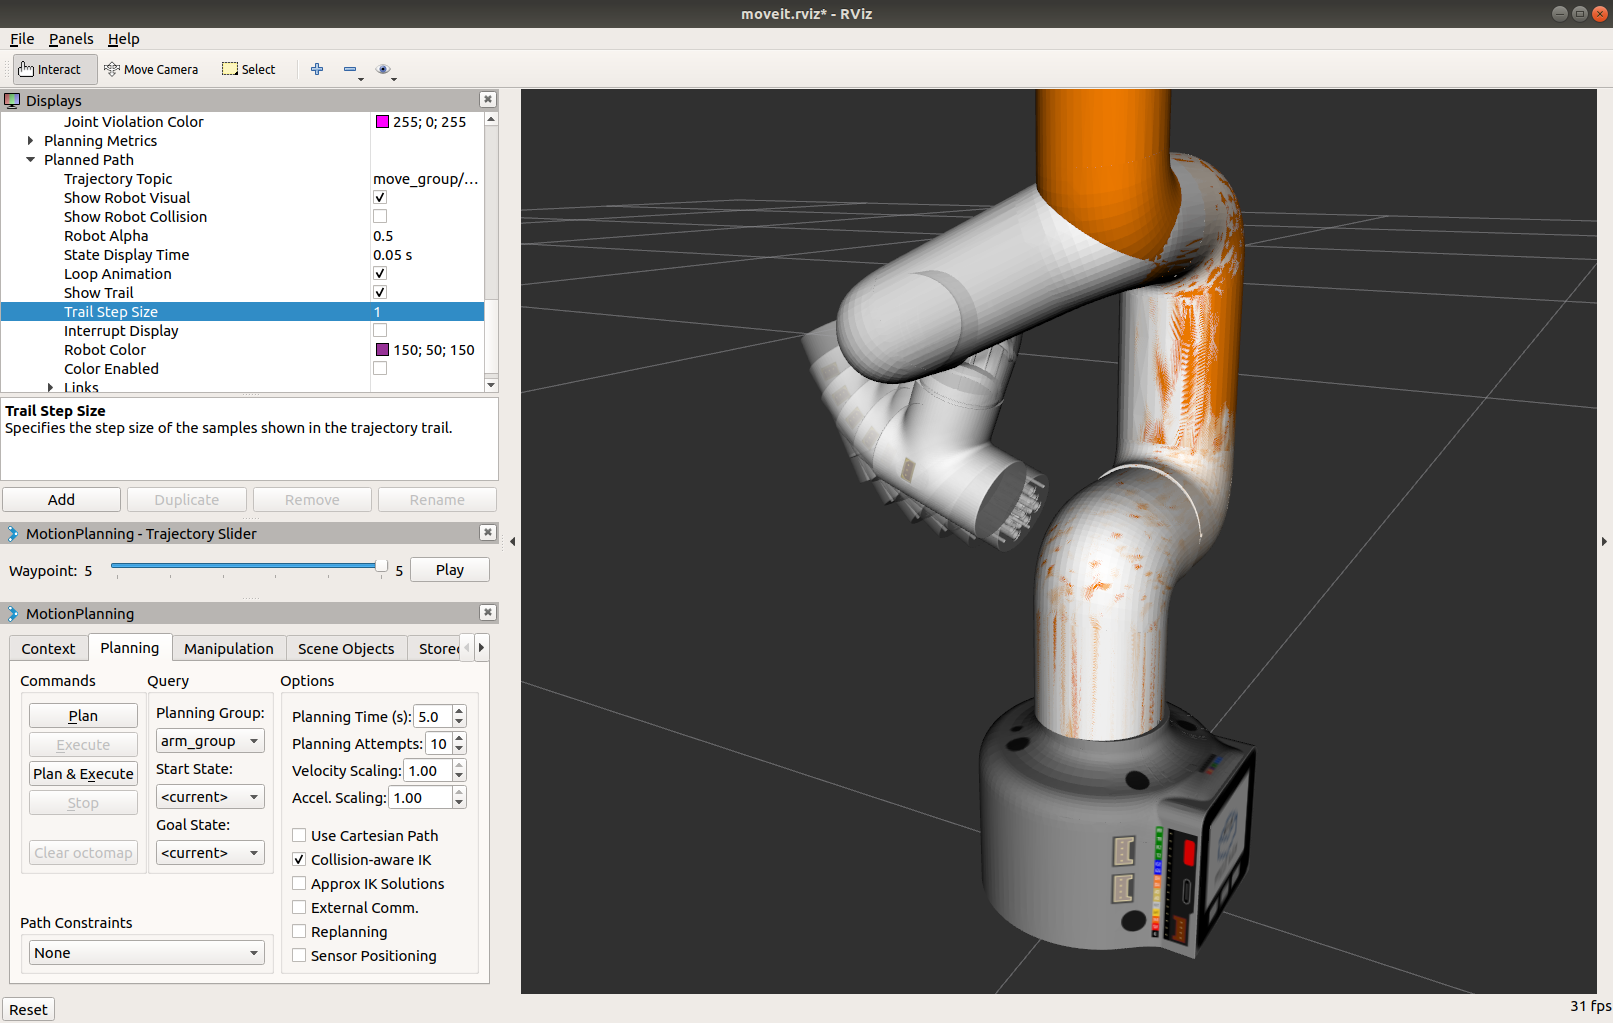 moveit.rviz* - RViz
File Panels Help
Interact Move Camera Select
Displays
Joint Violation Color 255; 0; 255
Planning Metrics
Planned Path
Trajectory Topic move_group/...
Show Robot Visual
Show Robot Collision
Robot Alpha 0.5
State Display Time 0.05 s
Loop Animation
Show Trail
Trail Step Size 1
Interrupt Display
Robot Color 150; 50; 150
Color Enabled
Links
Trail Step Size
Specifies the step size of the samples shown in the trajectory trail.
Add Duplicate Remove Rename
MotionPlanning - Trajectory Slider
Waypoint: 5 5 Play
MotionPlanning
Context Planning Manipulation Scene Objects Stored
Commands Query Options
Plan
Execute
Plan & Execute
Stop
Clear octomap
Planning Group:
arm_group
Start State:
<current>
Goal State:
<current>
Path Constraints
None
Planning Time (s): 5.0
Planning Attempts: 10
Velocity Scaling: 1.00
Accel. Scaling: 1.00
Use Cartesian Path
Collision-aware IK
Approx IK Solutions
External Comm.
Replanning
Sensor Positioning
Reset
31 fps